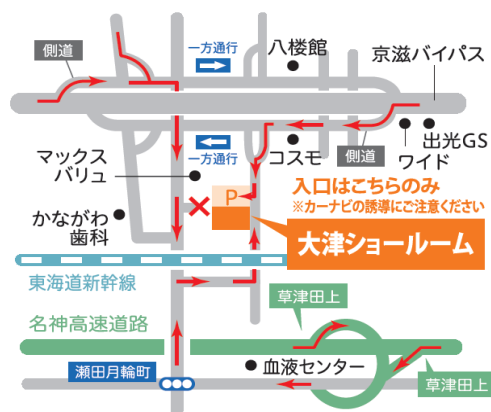 一方通行
八楼館
側道
京滋バイパス
出光GS
ワイド
側道
コスモ
一方通行
マックス
バリュ
P
入口はこちらのみ
※カーナビの誘導にご注意ください
かながわ
歯科
大津ショールーム
東海道新幹線
草津田上
名神高速道路
瀬田月輪町
血液センター
草津田上